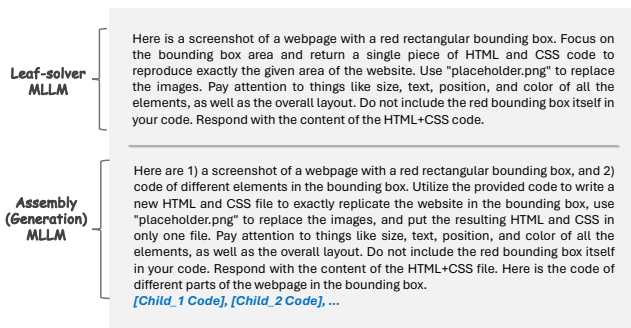 Leaf-solver
MLLM
Here is a screenshot of a webpage with a red rectangular bounding box. Focus on
the bounding box area and return a single piece of HTML and CSS code to
reproduce exactly the given area of the website. Use "placeholder.png" to replace
the images. Pay attention to things like size, text, position, and color of all the
elements, as well as the overall layout. Do not include the red bounding box itself in
your code. Respond with the content of the HTML+CSS code.
Assembly
(Generation)
MLLM
Here are 1) a screenshot of a webpage with a red rectangular bounding box, and 2)
code of different elements in the bounding box. Utilize the provided code to write a
new HTML and CSS file to exactly replicate the website in the bounding box, use
"placeholder.png" to replace the images, and put the resulting HTML and CSS in
only one file. Pay attention to things like size, text, position, and color of all the
elements, as well as the overall layout. Do not include the red bounding box itself
in your code. Respond with the content of the HTML+CSS file. Here is the code of
different parts of the webpage in the bounding box.
[Child_1 Code], [Child_2 Code], ...